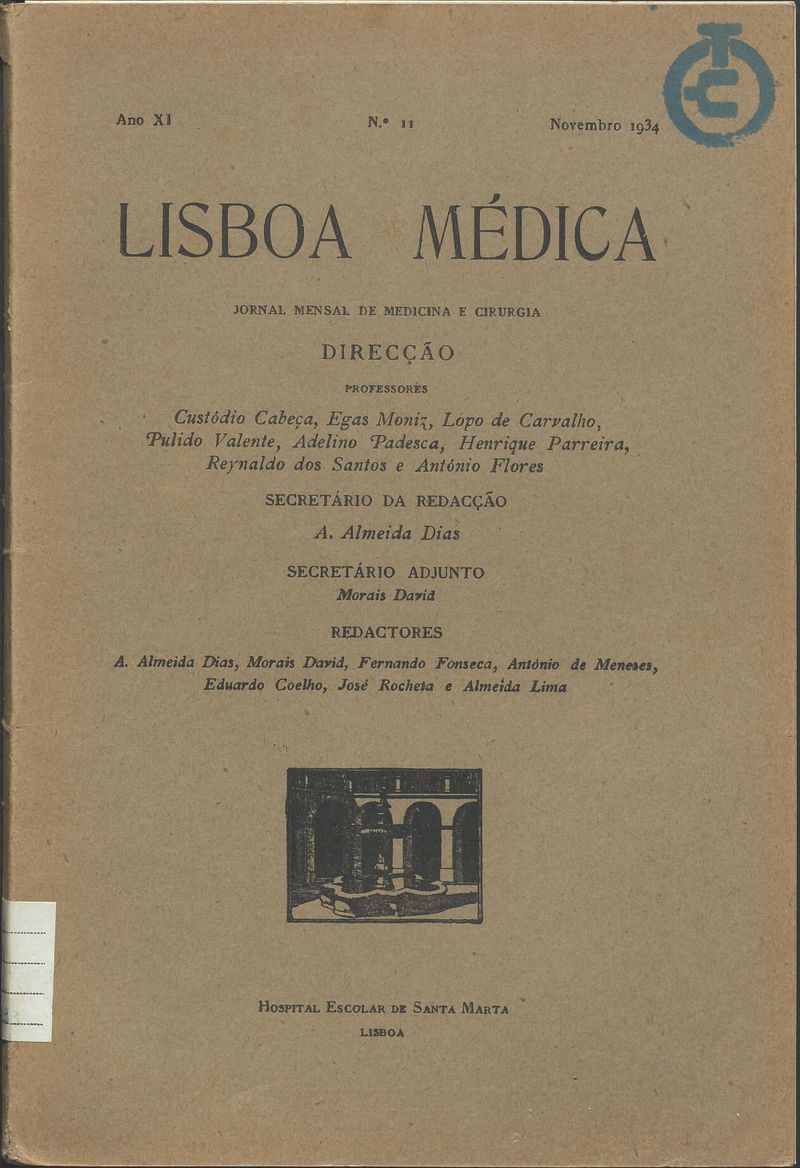 Ano XI
N.º 11
Novembro 1934
LISBOA MÉDICA
JORNAL MENSAL DE MEDICINA E CIRURGIA
DIRECÇÃO
PROFESSORES
Custódio Cabeça, Egas Moniz, Lopo de Carvalho,
Pulido Valente, Adelino Padesca, Henrique Parreira,
Reynaldo dos Santos e António Flores
SECRETÁRIO DA REDACÇÃO
A. Almeida Dias
SECRETÁRIO ADJUNTO
Morais David
REDACTORES
A. Almeida Dias, Morais David, Fernando Fonseca, António de Meneses,
Eduardo Coelho, José Rocheta e Almeida Lima
HOSPITAL ESCOLAR DE SANTA MARTA
LISBOA